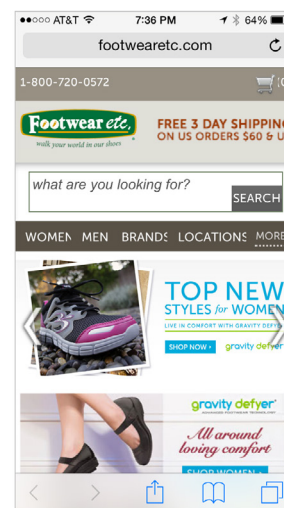 AT&T 7:36 PM 64%
footwearetc.com
1-800-720-0572
Footwear etc.
walk your world in our shoes
FREE 3 DAY SHIPPING
ON US ORDERS $60 & U
what are you looking for?
SEARCH
WOMEN MEN BRANDS LOCATIONS MORE
TOP NEW
STYLES for WOMEN
LIVE IN COMFORT WITH GRAVITY DEFYER
SHOP NOW
gravity defyer
gravity defyer
All around
loving comfort
SHOP WOMEN